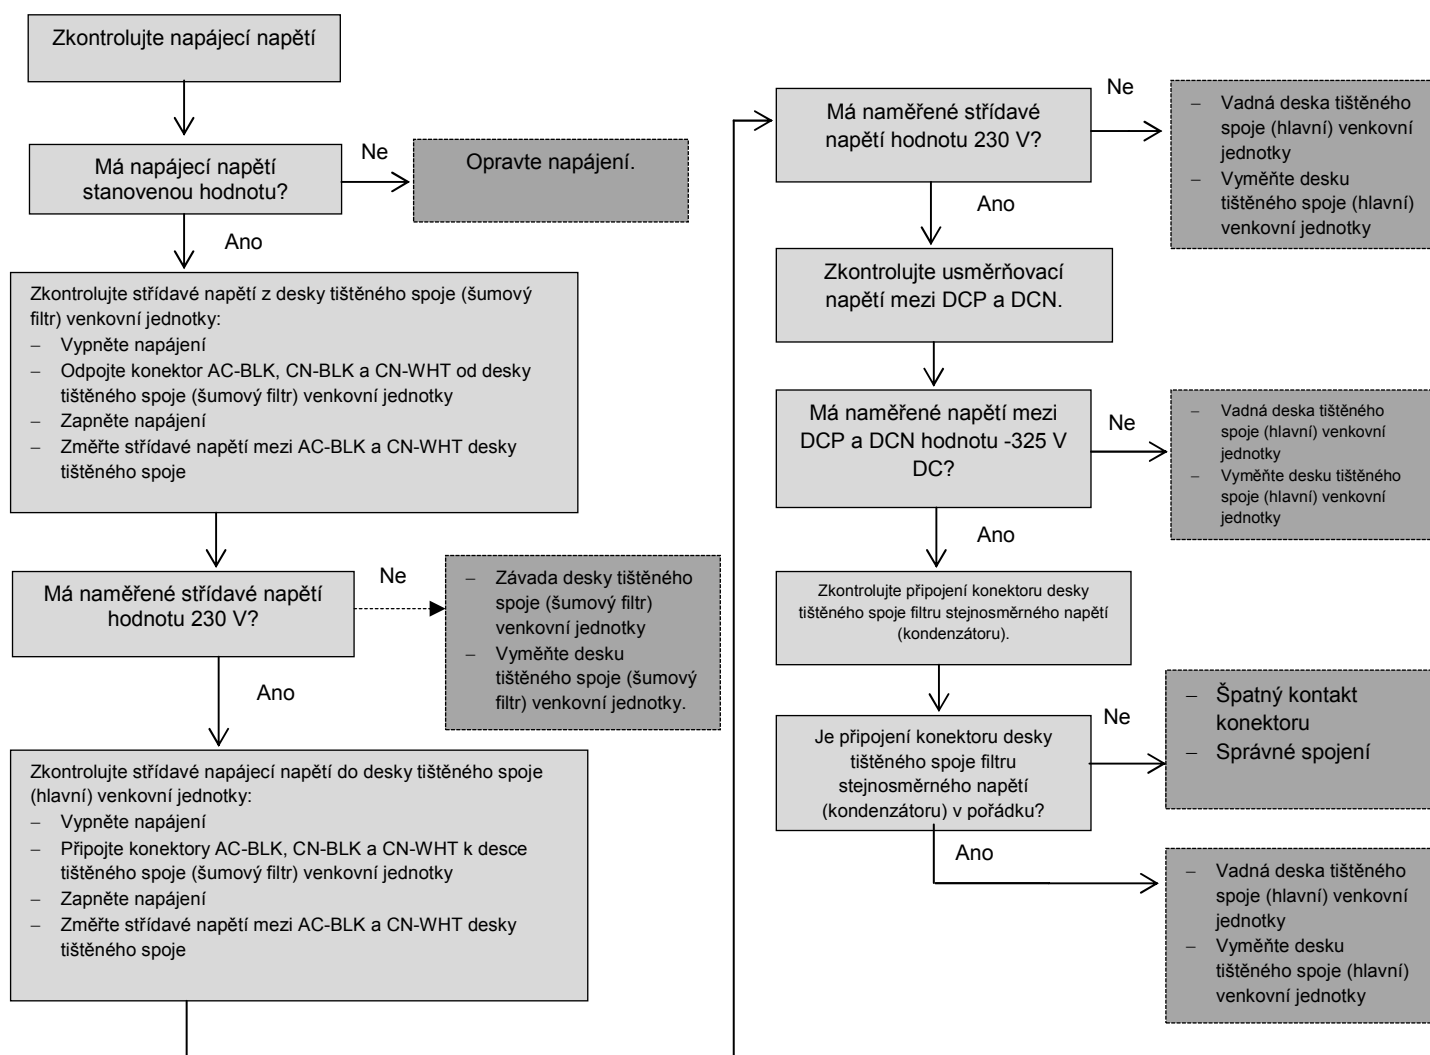 Zkontrolujte napájecí napětí
Má napájecí napětí
stanovenou hodnotu?
Ne
Opravte napájení.
Ano
Zkontrolujte střídavé napětí z desky tištěného spoje (šumový
filtr) venkovní jednotky:
– Vypněte napájení
– Odpojte konektor AC-BLK, CN-BLK a CN-WHT od desky
tištěného spoje (šumový filtr) venkovní jednotky
– Zapněte napájení
– Změřte střídavé napětí mezi AC-BLK a CN-WHT desky
tištěného spoje
Má naměřené střídavé napětí
hodnotu 230 V?
Ne
– Závada desky tištěného
spoje (šumový filtr)
venkovní jednotky
– Vyměňte desku
tištěného spoje (šumový
filtr) venkovní jednotky.
Ano
Zkontrolujte střídavé napájecí napětí do desky tištěného spoje
(hlavní) venkovní jednotky:
– Vypněte napájení
– Připojte konektory AC-BLK, CN-BLK a CN-WHT k desce
tištěného spoje (šumový filtr) venkovní jednotky
– Zapněte napájení
– Změřte střídavé napětí mezi AC-BLK a CN-WHT desky
tištěného spoje
Má naměřené střídavé
napětí hodnotu 230 V?
Ne
– Vadná deska tištěného
spoje (hlavní) venkovní
jednotky
– Vyměňte desku
tištěného spoje (hlavní)
venkovní jednotky
Ano
Zkontrolujte usměrňovací
napětí mezi DCP a DCN.
Má naměřené napětí mezi
DCP a DCN hodnotu -325 V
DC?
Ne
– Vadná deska tištěného
spoje (hlavní) venkovní
jednotky
– Vyměňte desku tištěného
spoje (hlavní) venkovní
jednotky
Ano
Zkontrolujte připojení konektoru desky
tištěného spoje filtru stejnosměrného napětí
(kondenzátoru).
Je připojení konektoru desky
tištěného spoje filtru
stejnosměrného napětí
(kondenzátoru) v pořádku?
Ne
– Špatný kontakt
konektoru
– Správné spojení
Ano
– Vadná deska tištěného
spoje (hlavní) venkovní
jednotky
– Vyměňte desku
tištěného spoje (hlavní)
venkovní jednotky